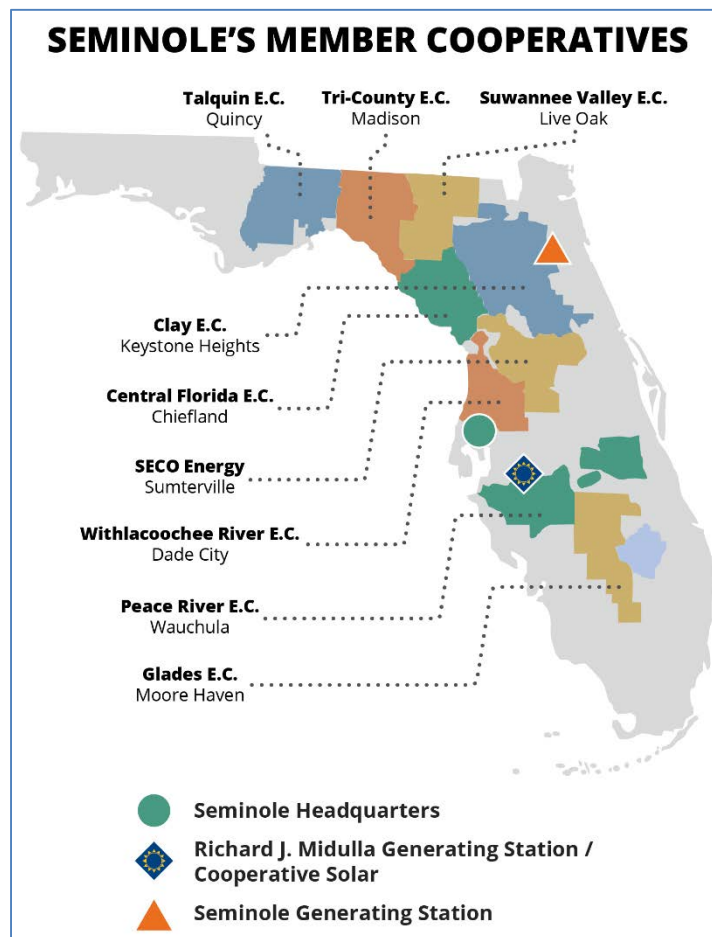 SEMINOLE'S MEMBER COOPERATIVES
Talquin E.C.
Quincy
Tri-County E.C.
Madison
Suwannee Valley E.C.
Live Oak
Clay E.C.
Keystone Heights
Central Florida E.C.
Chiefland
SECO Energy
Sumterville
Withlacoochee River E.C.
Dade City
Peace River E.C.
Wauchula
Glades E.C.
Moore Haven
Seminole Headquarters
Richard J. Midulla Generating Station /
Cooperative Solar
Seminole Generating Station